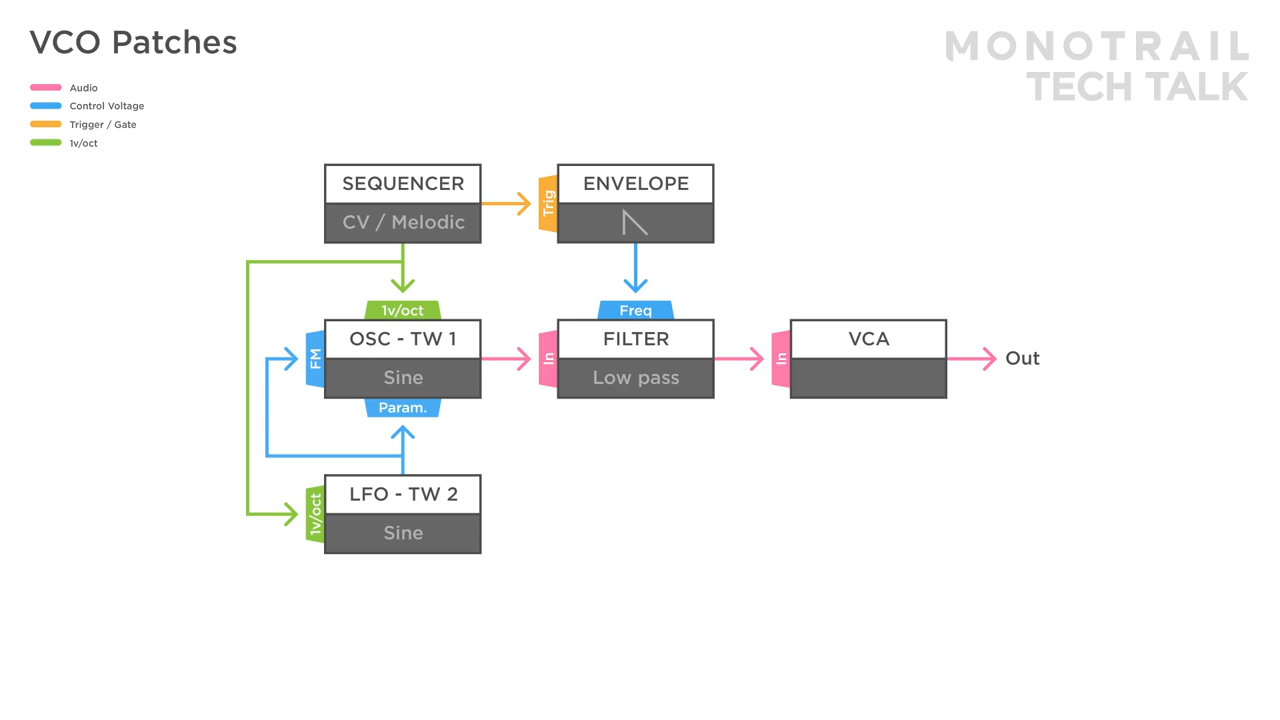 VCO Patches
MONOTRAIL
TECH TALK
Audio
Control Voltage
Trigger / Gate
1v/oct
SEQUENCER
CV / Melodic
Trig
ENVELOPE
1v/oct
Freq
FM
OSC - TW 1
Sine
Param.
In
FILTER
Low pass
In
VCA
Out
1v/oct
LFO - TW 2
Sine